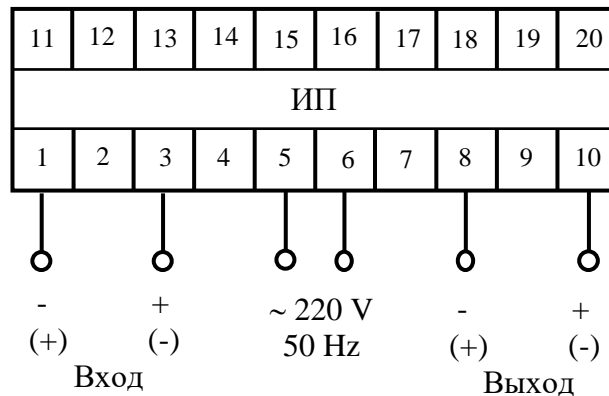 11 12 13 14 15 16 17 18 19 20
ИП
1 2 3 4 5 6 7 8 9 10
- + ~ 220 V - +
(+) (-) 50 Hz (+) (-)
Вход Выход